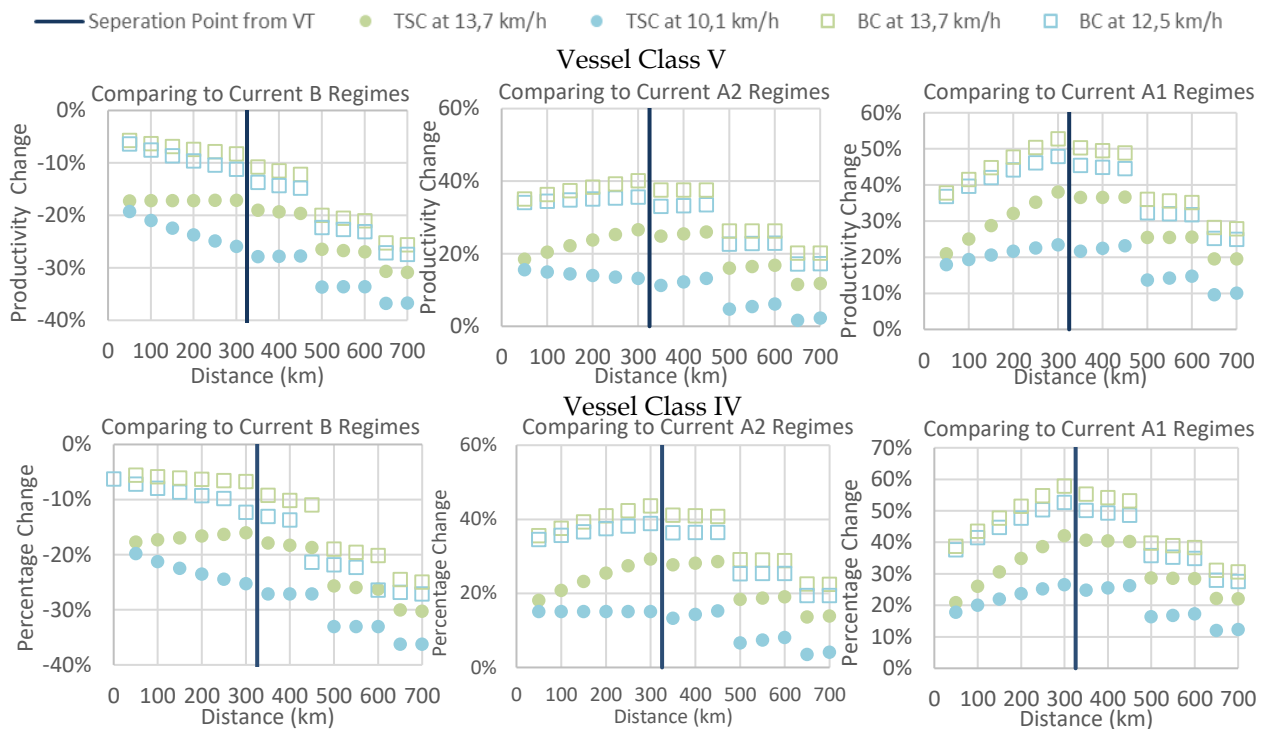 Seperation Point from VT TSC at 13,7 km/h TSC at 10,1 km/h BC at 13,7 km/h BC at 12,5 km/h
Vessel Class V
Comparing to Current B Regimes
Productivity Change
0%
-10%
-20%
-30%
-40%
0 100 200 300 400 500 600 700
Distance (km)
Comparing to Current A2 Regimes
Productivity Change
60%
40%
20%
0%
0 100 200 300 400 500 600 700
Distance (km)
Comparing to Current A1 Regimes
Productivity Change
60%
50%
40%
30%
20%
10%
0%
0 100 200 300 400 500 600 700
Distance (km)
Vessel Class IV
Comparing to Current B Regimes
Percentage Change
0%
-10%
-20%
-30%
-40%
0 100 200 300 400 500 600 700
Distance (km)
Comparing to Current A2 Regimes
Percentage Change
60%
40%
20%
0%
0 100 200 300 400 500 600 700
Distance (km)
Comparing to Current A1 Regimes
Percentage Change
70%
60%
50%
40%
30%
20%
10%
0%
0 100 200 300 400 500 600 700
Distance (km)